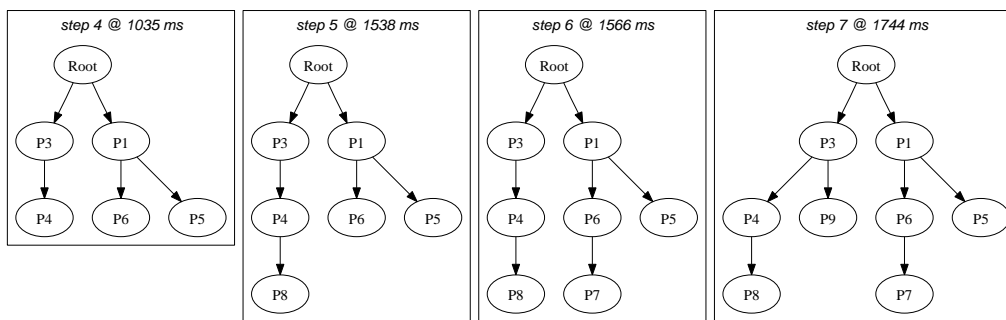 step 4 @ 1035 ms
Root
P3 P1
P4 P6 P5
step 5 @ 1538 ms
Root
P3 P1
P4 P6 P5
P8
step 6 @ 1566 ms
Root
P3 P1
P4 P6 P5
P8 P7
step 7 @ 1744 ms
Root
P3 P1
P4 P9 P6 P5
P8 P7